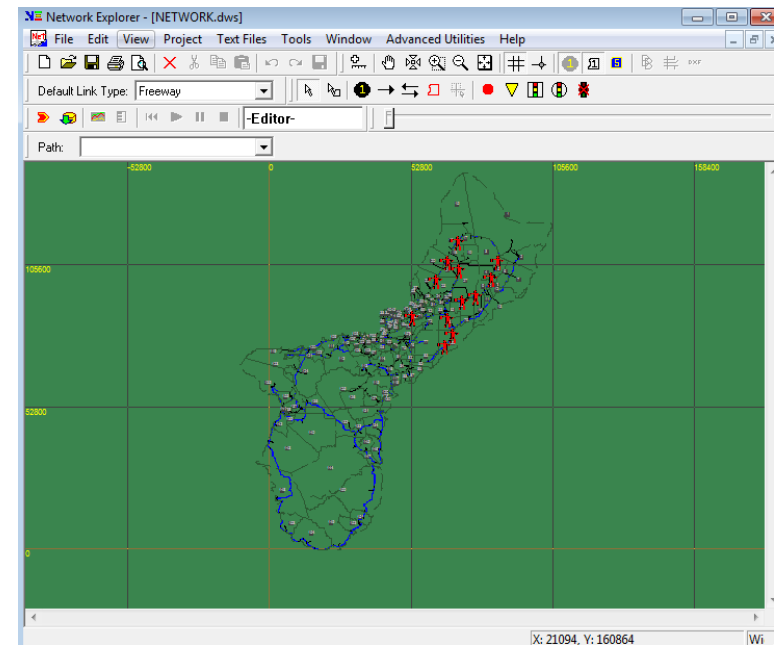 Network Explorer - [NETWORK.dws]
File Edit View Project Text Files Tools Window Advanced Utilities Help
Default Link Type: Freeway
-Editor-
Path:
-52800 0 52800 105600 158400
105600
52800
0
X: 21094, Y: 160864 Wi